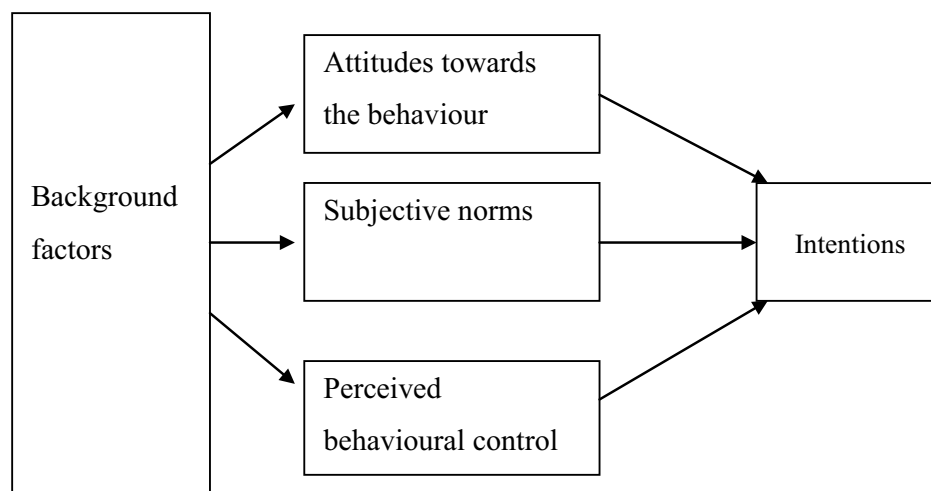 Background
factors
Attitudes towards
the behaviour
Subjective norms
Perceived
behavioural control
Intentions